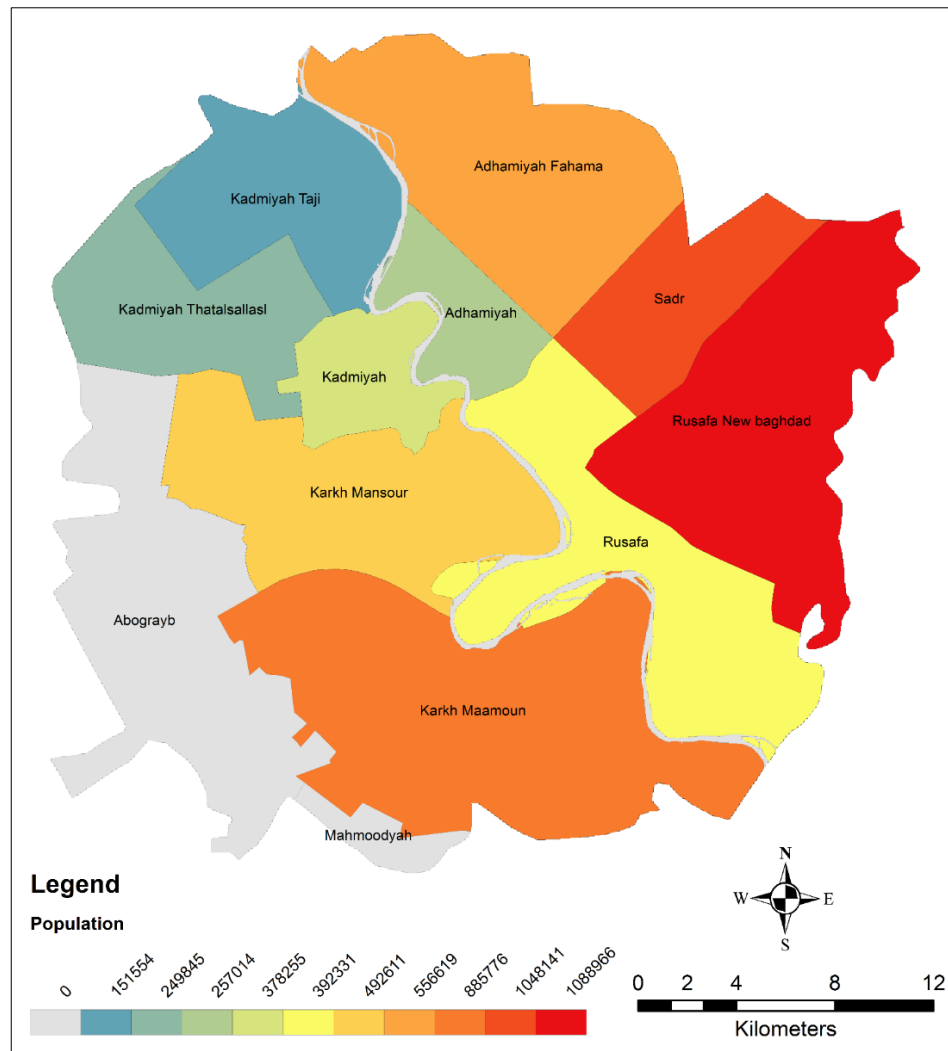 Adhamiyah Fahama
Kadmiyah Taji
Sadr
Kadmiyah Thatalsallasl
Adhamiyah
Kadmiyah
Rusafa New baghdad
Karkh Mansour
Rusafa
Abograyb
Karkh Maamoun
Mahmoodyah
Legend
Population
0 151554 249845 257014 378255 392331 492611 556619 885776 1048141 1088966
N
W E
S
0 2 4 8 12
Kilometers